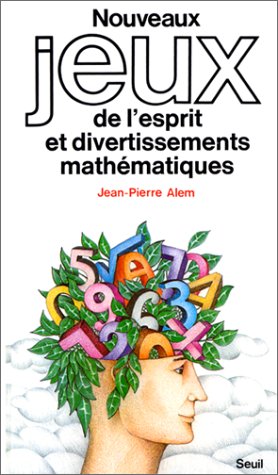 Nouveaux
jeux
de l'esprit
et divertissements
mathématiques
Jean-Pierre Alem
Seuil